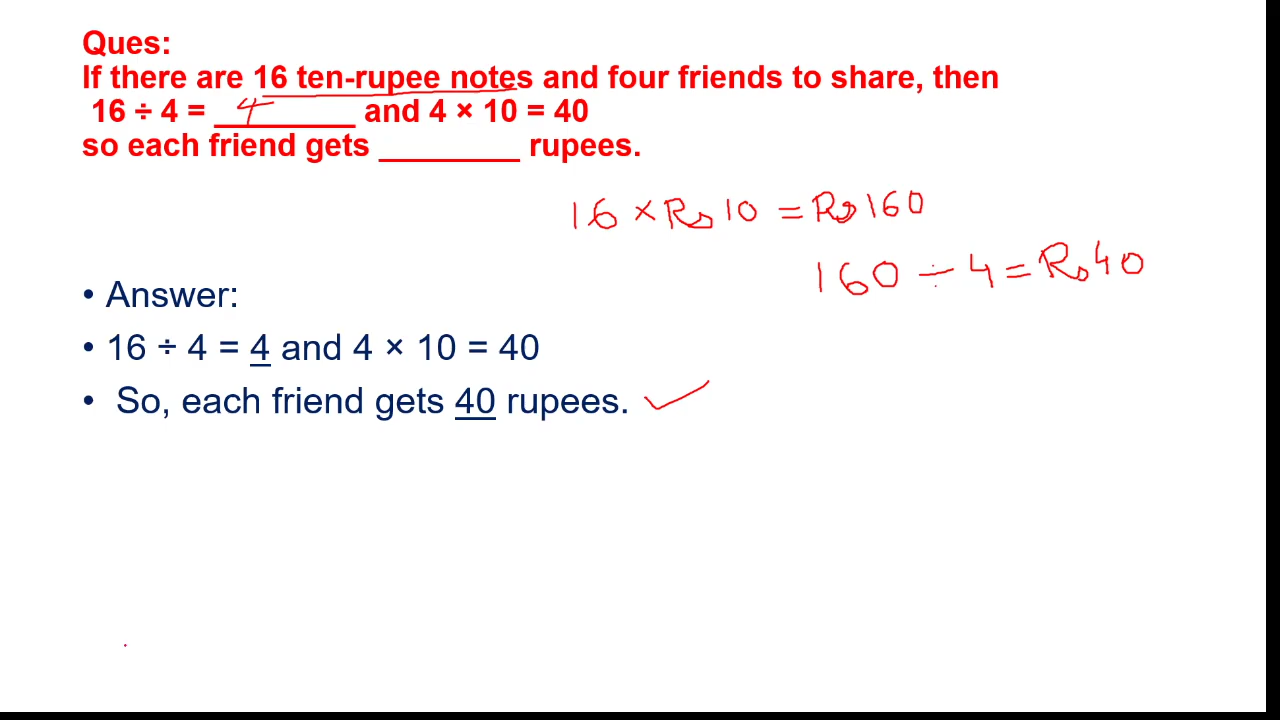 Ques:
If there are 16 ten-rupee notes and four friends to share, then
16 ÷ 4 = ___4_____ and 4 × 10 = 40
so each friend gets ________ rupees.
16 × Rs 10 = Rs 160
160 ÷ 4 = Rs 40
• Answer:
• 16 ÷ 4 = 4 and 4 × 10 = 40
• So, each friend gets 40 rupees.